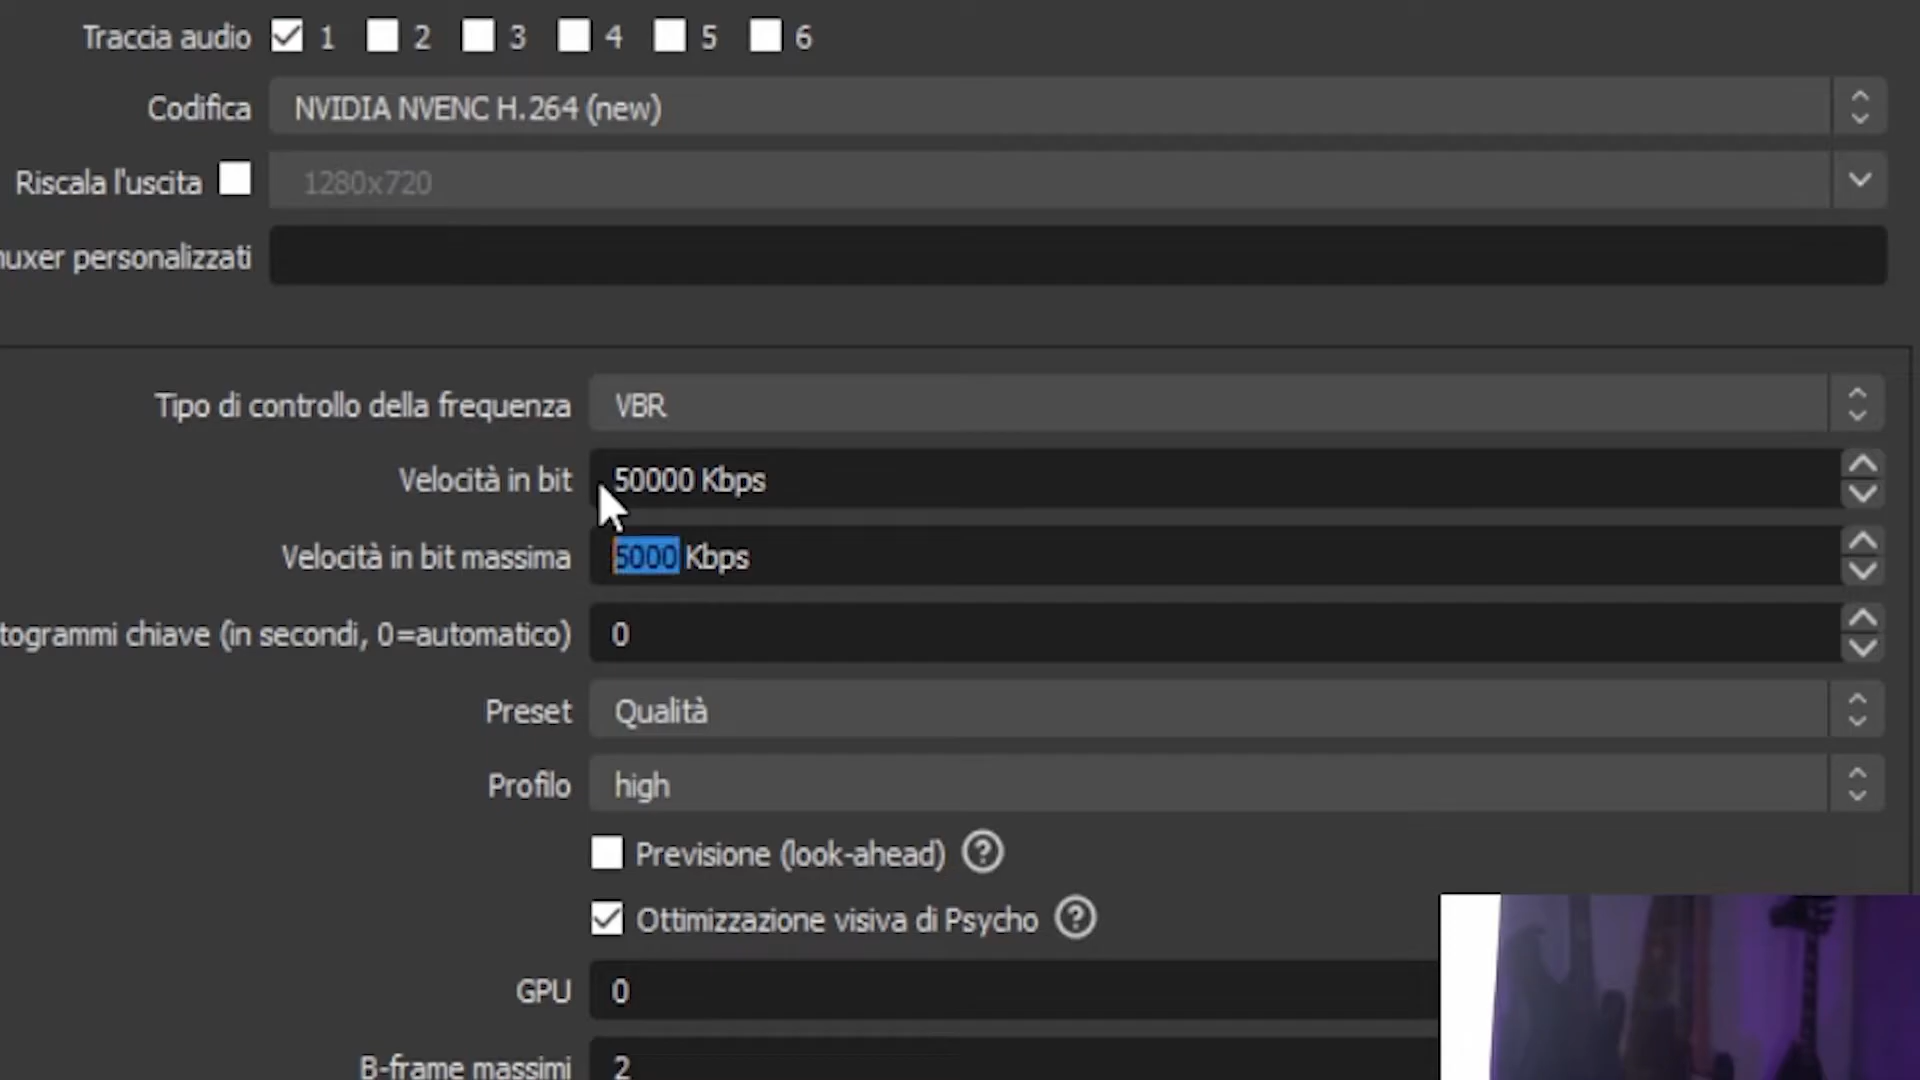 Traccia audio 1 2 3 4 5 6
Codifica NVIDIA NVENC H.264 (new)
Riscala l'uscita 1280x720
muxer personalizzati
Tipo di controllo della frequenza VBR
Velocità in bit 50000 Kbps
Velocità in bit massima 5000 Kbps
togrammi chiave (in secondi, 0=automatico) 0
Preset Qualità
Profilo high
Previsione (look-ahead) ?
Ottimizzazione visiva di Psycho ?
GPU 0
B-frame massimi 2